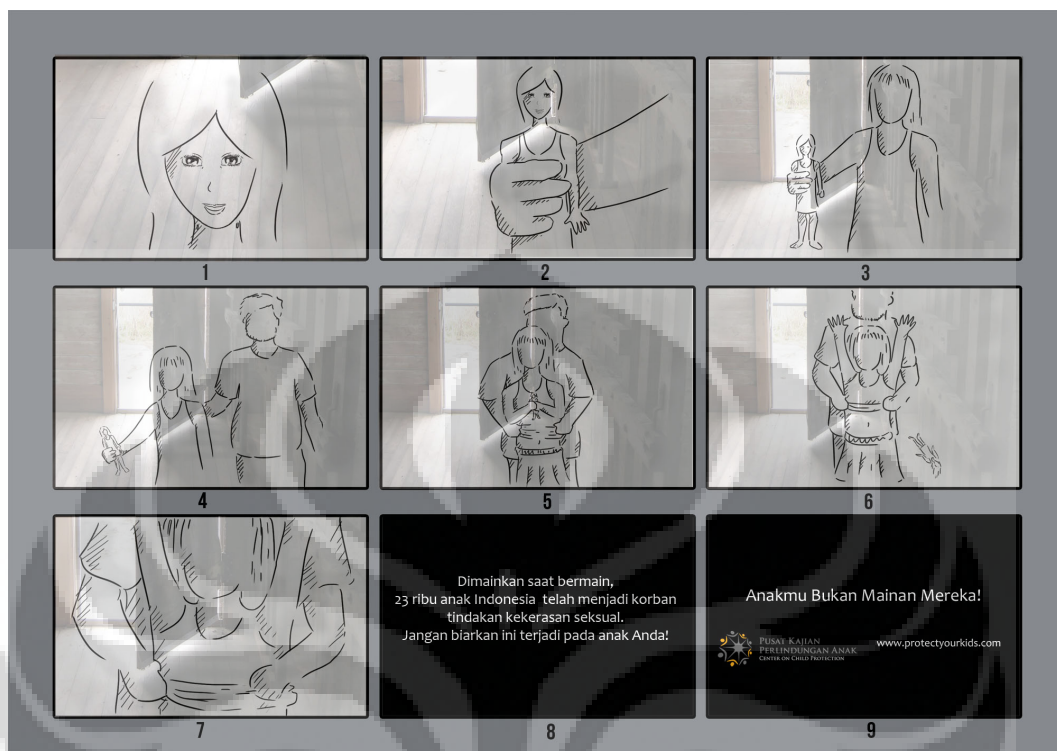 1
2
3
4
5
6
7
Dimainkan saat bermain,
23 ribu anak Indonesia telah menjadi korban
tindakan kekerasan seksual.
Jangan biarkan ini terjadi pada anak Anda!
8
Anakmu Bukan Mainan Mereka!
PUSAT KAJIAN
PERLINDUNGAN ANAK
CENTER ON CHILD PROTECTION
www.protectyourkids.com
9